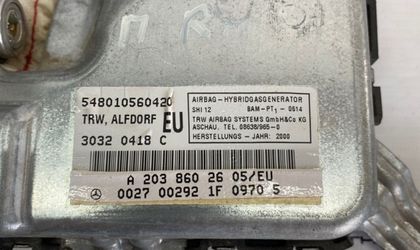 П Р
548010560420
TRW, ALFDORF EU
3032 0418 C
AIRBAG-HYBRIDGASGENERATOR
SHI 12 BAM-PT1-0614
TRW AIRBAG SYSTEMS GmbH&Co KG
ASCHAU, TEL. 08638/965-0
HERSTELLUNGS - JAHR: 2000
A 203 860 26 05/EU
0027 00292 1F 0970 5